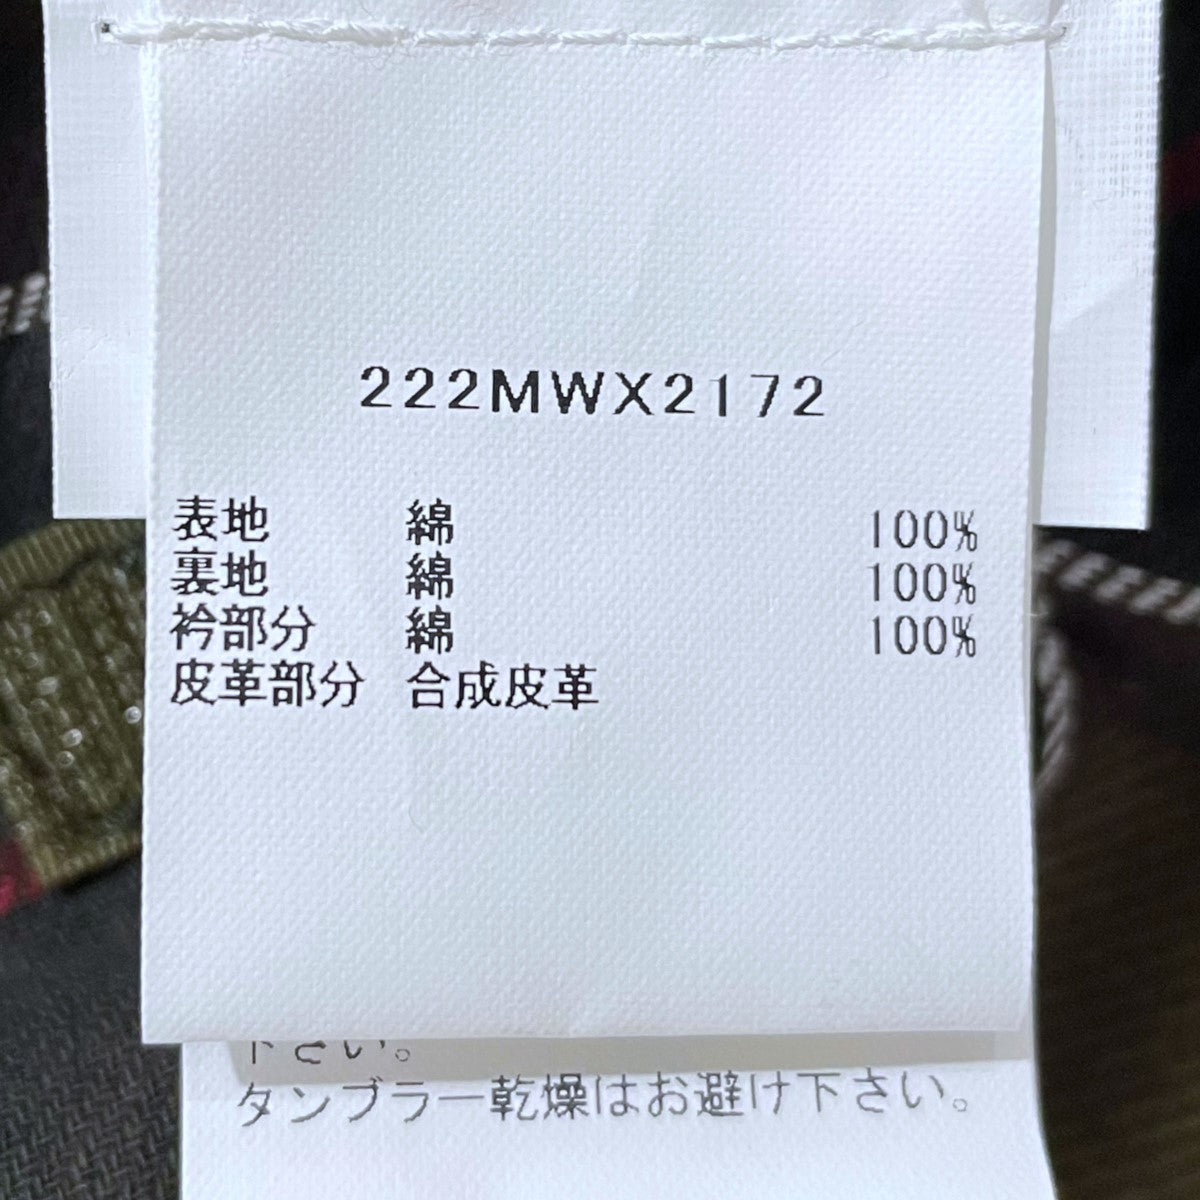 222MWX2172
表地 綿 100%
裏地 綿 100%
衿部分 綿 100%
皮革部分 合成皮革
下さい。
タンブラー乾燥はお避け下さい。